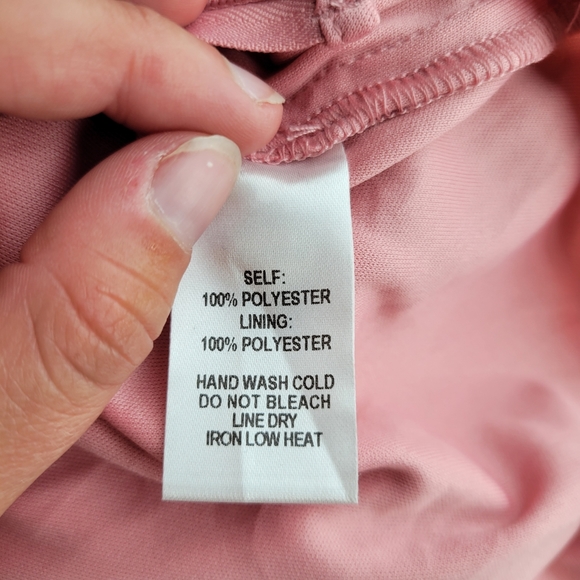 SELF:
100% POLYESTER
LINING:
100% POLYESTER
HAND WASH COLD
DO NOT BLEACH
LINE DRY
IRON LOW HEAT